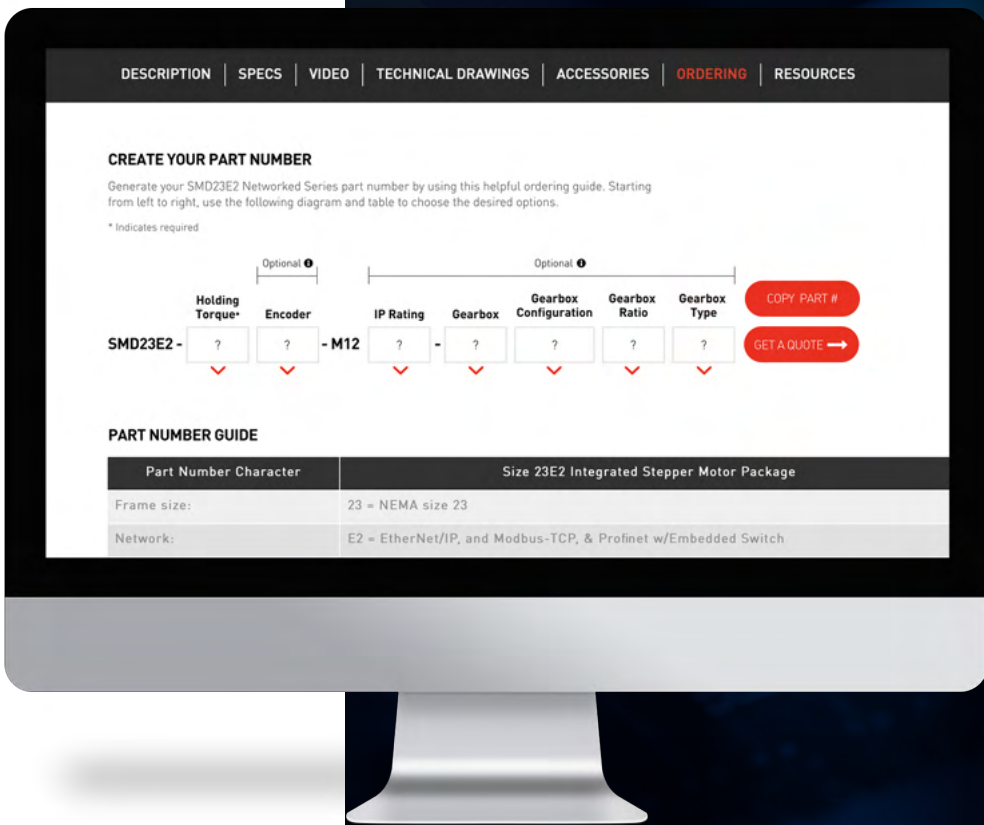 DESCRIPTION | SPECS | VIDEO | TECHNICAL DRAWINGS | ACCESSORIES | ORDERING | RESOURCES
CREATE YOUR PART NUMBER
Generate your SMD23E2 Networked Series part number by using this helpful ordering guide. Starting
from left to right, use the following diagram and table to choose the desired options.
* Indicates required
Optional Optional
Holding Torque* Encoder IP Rating Gearbox Gearbox Configuration Gearbox Ratio Gearbox Type COPY PART #
SMD23E2 - ? ? - M12 ? - ? ? ? ? GET A QUOTE
PART NUMBER GUIDE
Part Number Character Size 23E2 Integrated Stepper Motor Package
Frame size: 23 = NEMA size 23
Network: E2 = EtherNet/IP, and Modbus-TCP, & Profinet w/Embedded Switch